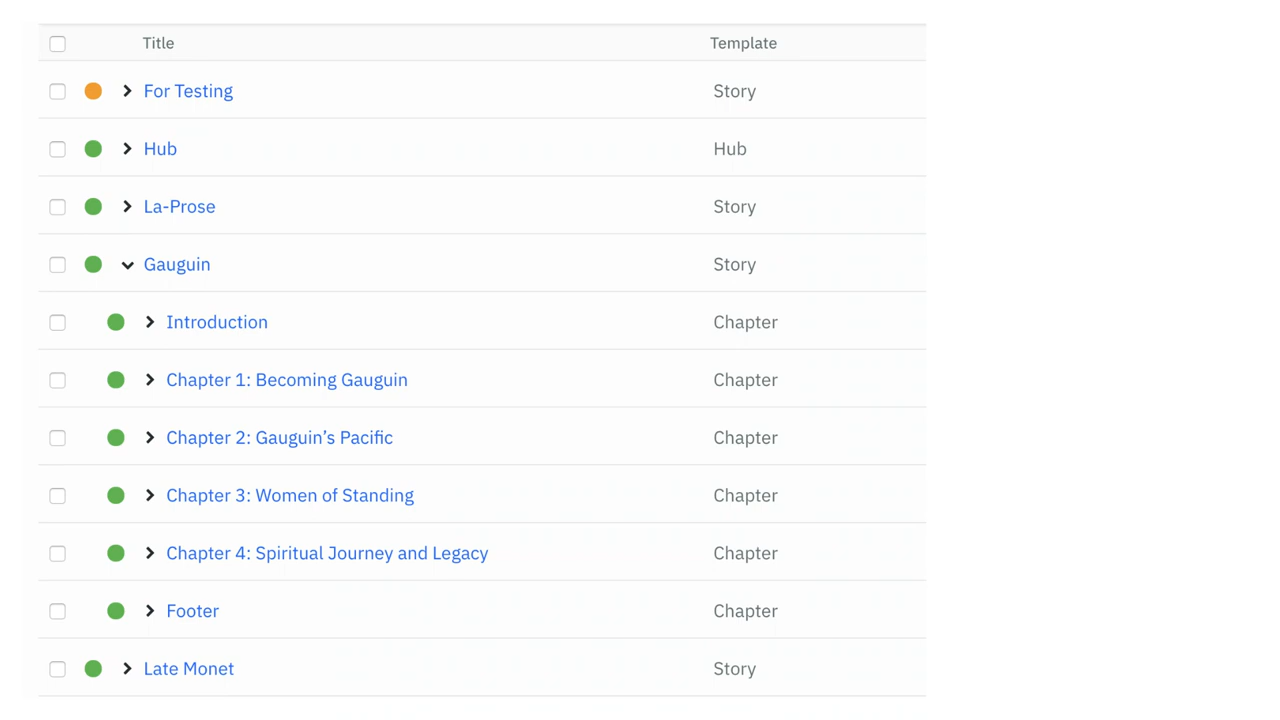 Title Template
For Testing Story
Hub Hub
La-Prose Story
Gauguin Story
Introduction Chapter
Chapter 1: Becoming Gauguin Chapter
Chapter 2: Gauguin’s Pacific Chapter
Chapter 3: Women of Standing Chapter
Chapter 4: Spiritual Journey and Legacy Chapter
Footer Chapter
Late Monet Story